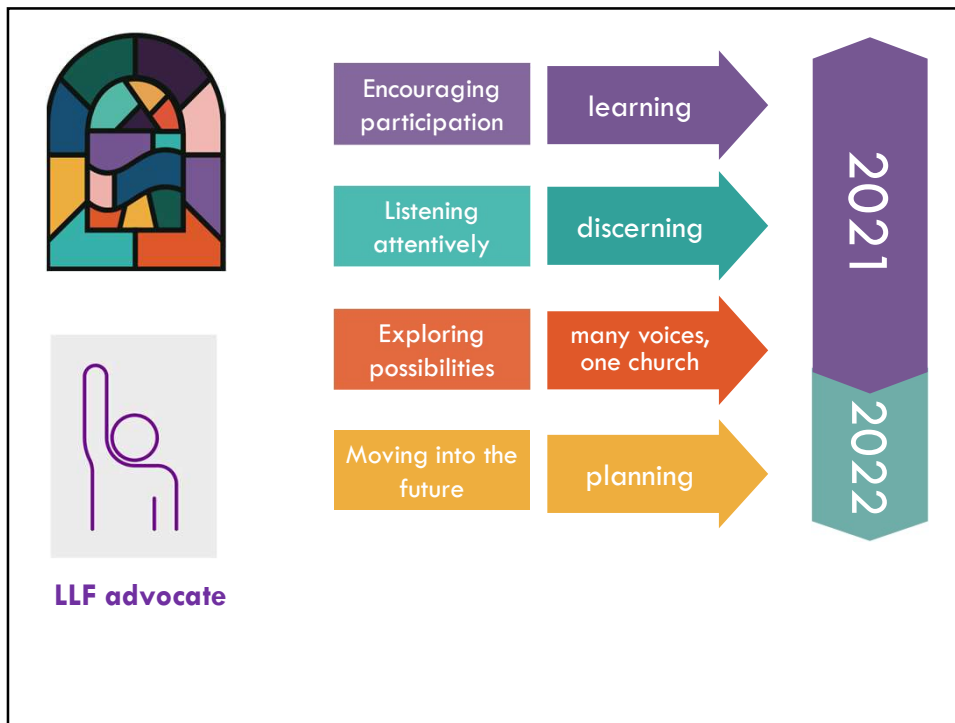 Encouraging
participation
learning
Listening
attentively
discerning
Exploring
possibilities
many voices,
one church
Moving into the
future
planning
2021
2022
LLF advocate